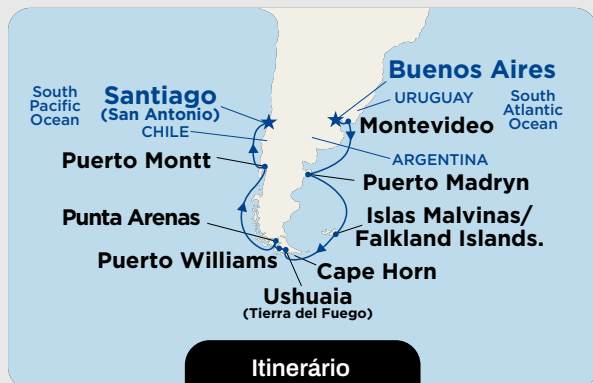 Buenos Aires
South
Pacific
Ocean
Santiago
(San Antonio)
CHILE
URUGUAY
South
Atlantic
Ocean
Montevideo
Puerto Montt
ARGENTINA
Puerto Madryn
Punta Arenas
Islas Malvinas/
Falkland Islands.
Puerto Williams
Cape Horn
Ushuaia
(Tierra del Fuego)
Itinerário